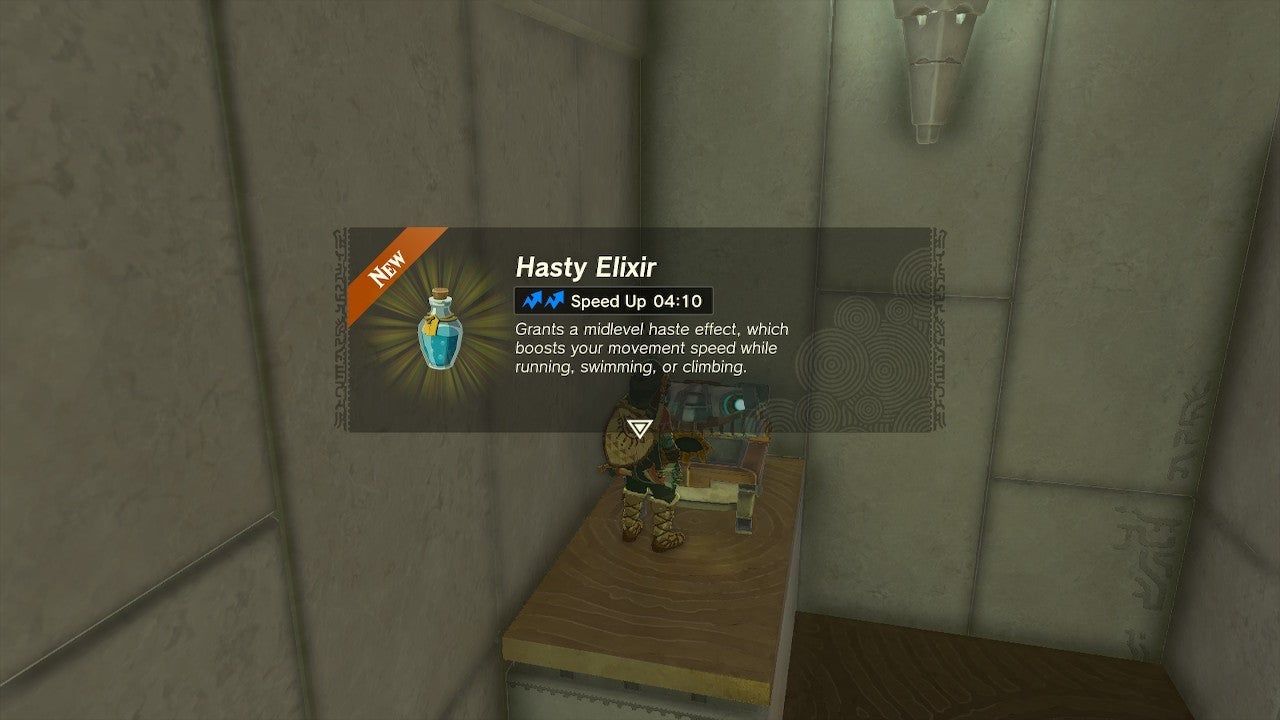 NEW
Hasty Elixir
Speed Up 04:10
Grants a midlevel haste effect, which
boosts your movement speed while
running, swimming, or climbing.